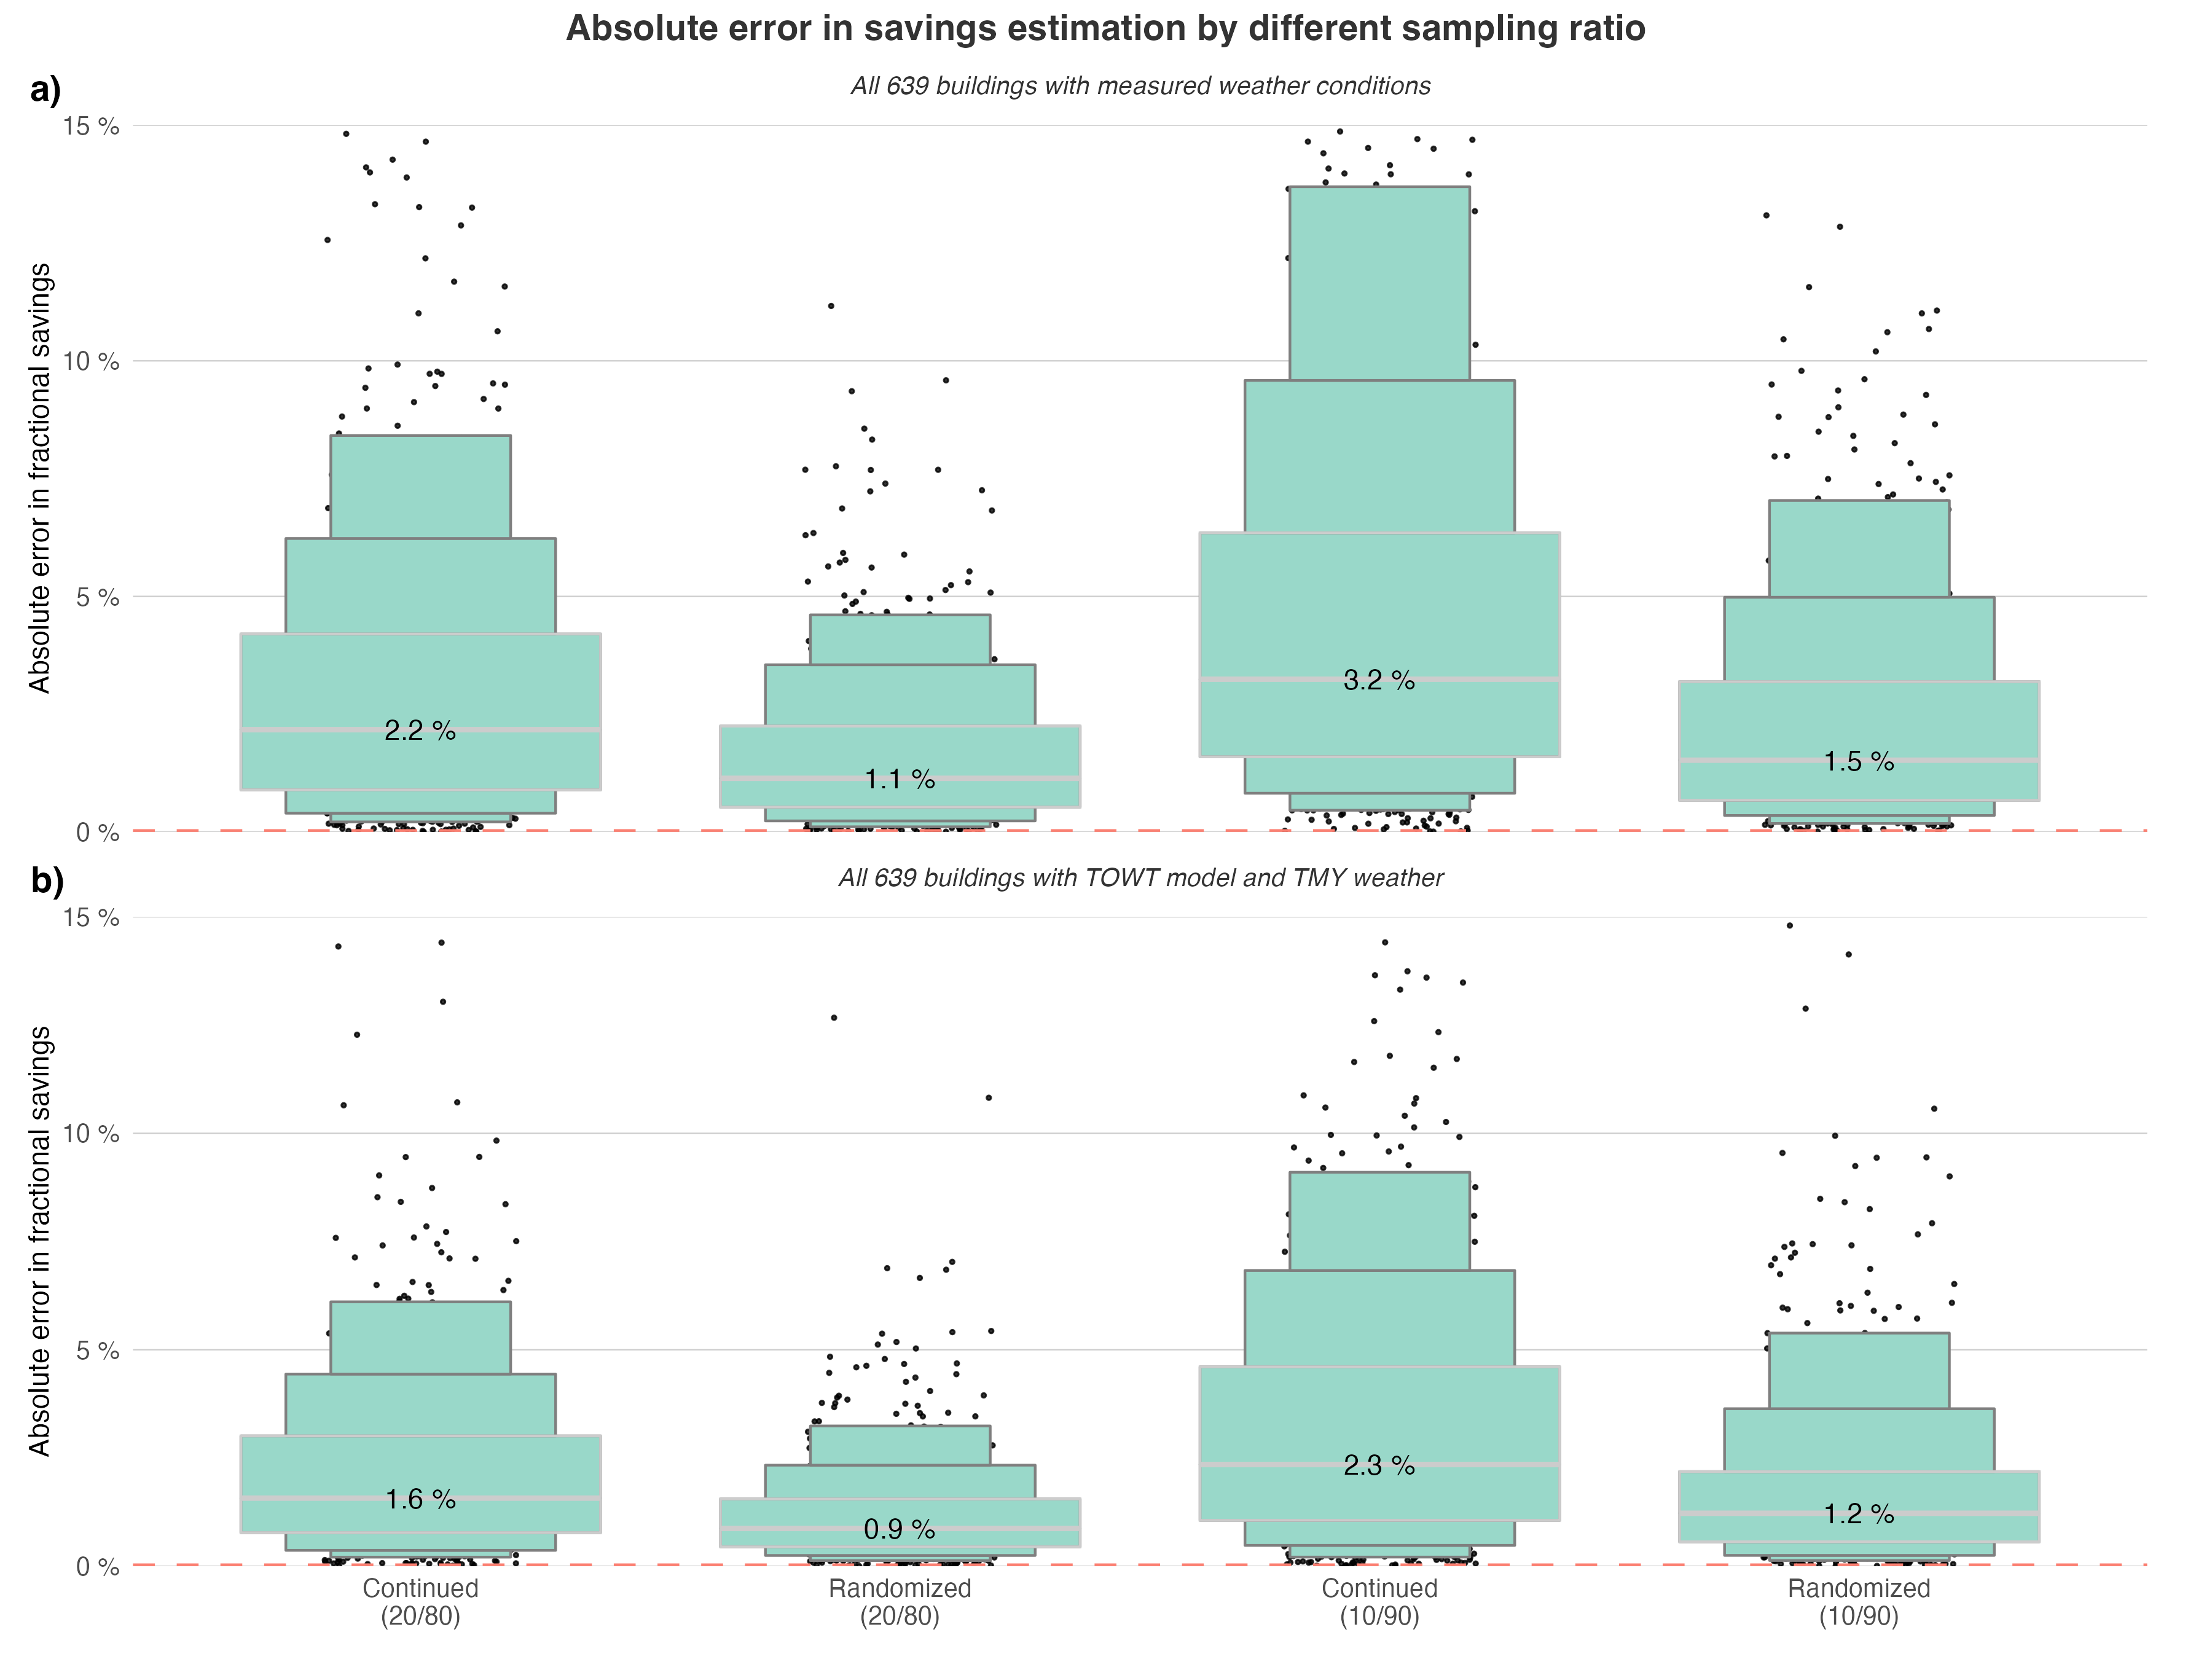 Absolute error in savings estimation by different sampling ratio
a)
All 639 buildings with measured weather conditions
Absolute error in fractional savings
15 %
10 %
5 %
0 %
2.2 %
1.1 %
3.2 %
1.5 %
b)
All 639 buildings with TOWT model and TMY weather
Absolute error in fractional savings
15 %
10 %
5 %
0 %
1.6 %
0.9 %
2.3 %
1.2 %
Continued
(20/80)
Randomized
(20/80)
Continued
(10/90)
Randomized
(10/90)